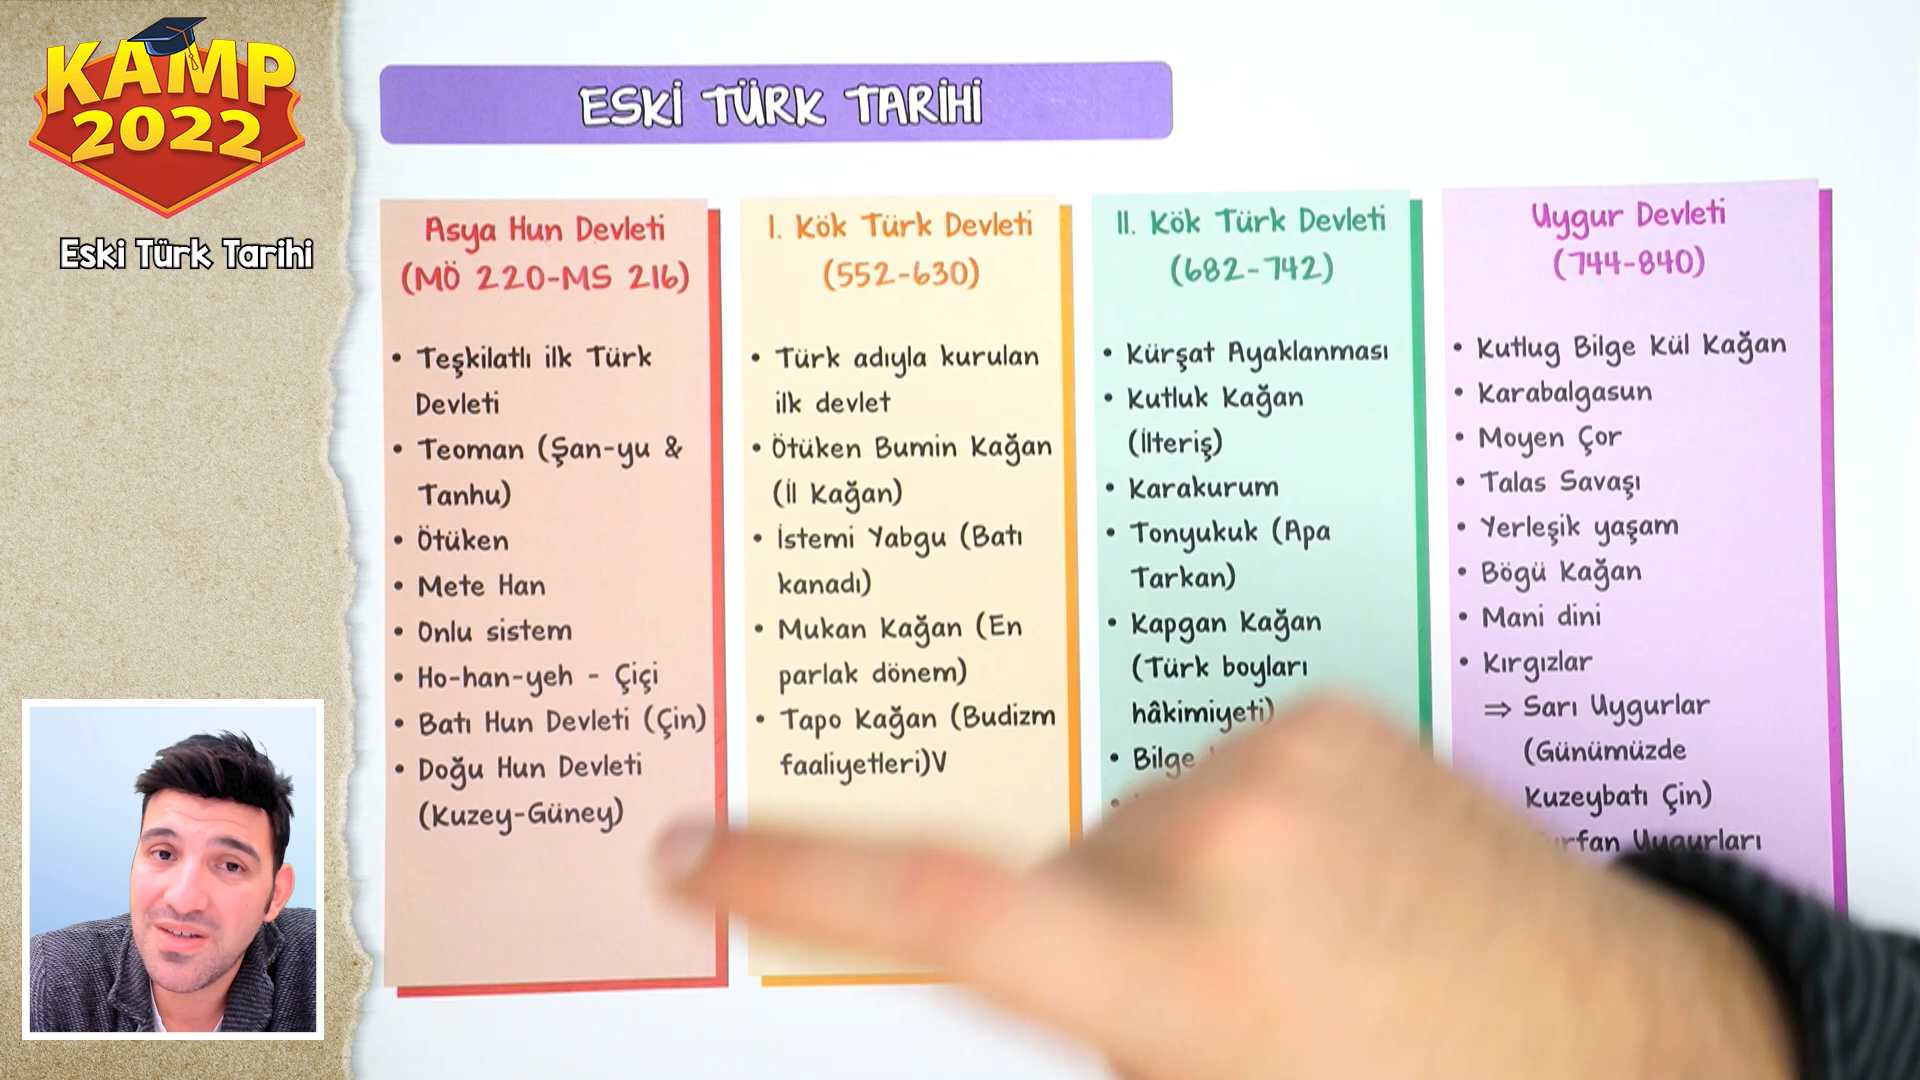 KAMP
2022
Eski Türk Tarihi
ESKİ TÜRK TARİHİ
Asya Hun Devleti
(MÖ 220-MS 216)
• Teşkilatlı ilk Türk
Devleti
• Teoman (Şan-yu &
Tanhu)
• Ötüken
• Mete Han
• Onlu sistem
• Ho-han-yeh - Çiçi
• Batı Hun Devleti (Çin)
• Doğu Hun Devleti
(Kuzey-Güney)
I. Kök Türk Devleti
(552-630)
• Türk adıyla kurulan
ilk devlet
• Ötüken Bumin Kağan
(İl Kağan)
• İstemi Yabgu (Batı
kanadı)
• Mukan Kağan (En
parlak dönem)
• Tapo Kağan (Budizm
faaliyetleri)V
II. Kök Türk Devleti
(682-742)
• Kürşat Ayaklanması
• Kutluk Kağan
(İlteriş)
• Karakurum
• Tonyukuk (Apa
Tarkan)
• Kapgan Kağan
(Türk boyları
hâkimiyeti)
• Bilge
Uygur Devleti
(744-840)
• Kutlug Bilge Kül Kağan
• Karabalgasun
• Moyen Çor
• Talas Savaşı
• Yerleşik yaşam
• Bögü Kağan
• Mani dini
• Kırgızlar
⇒ Sarı Uygurlar
(Günümüzde
Kuzeybatı Çin)
Uygurları